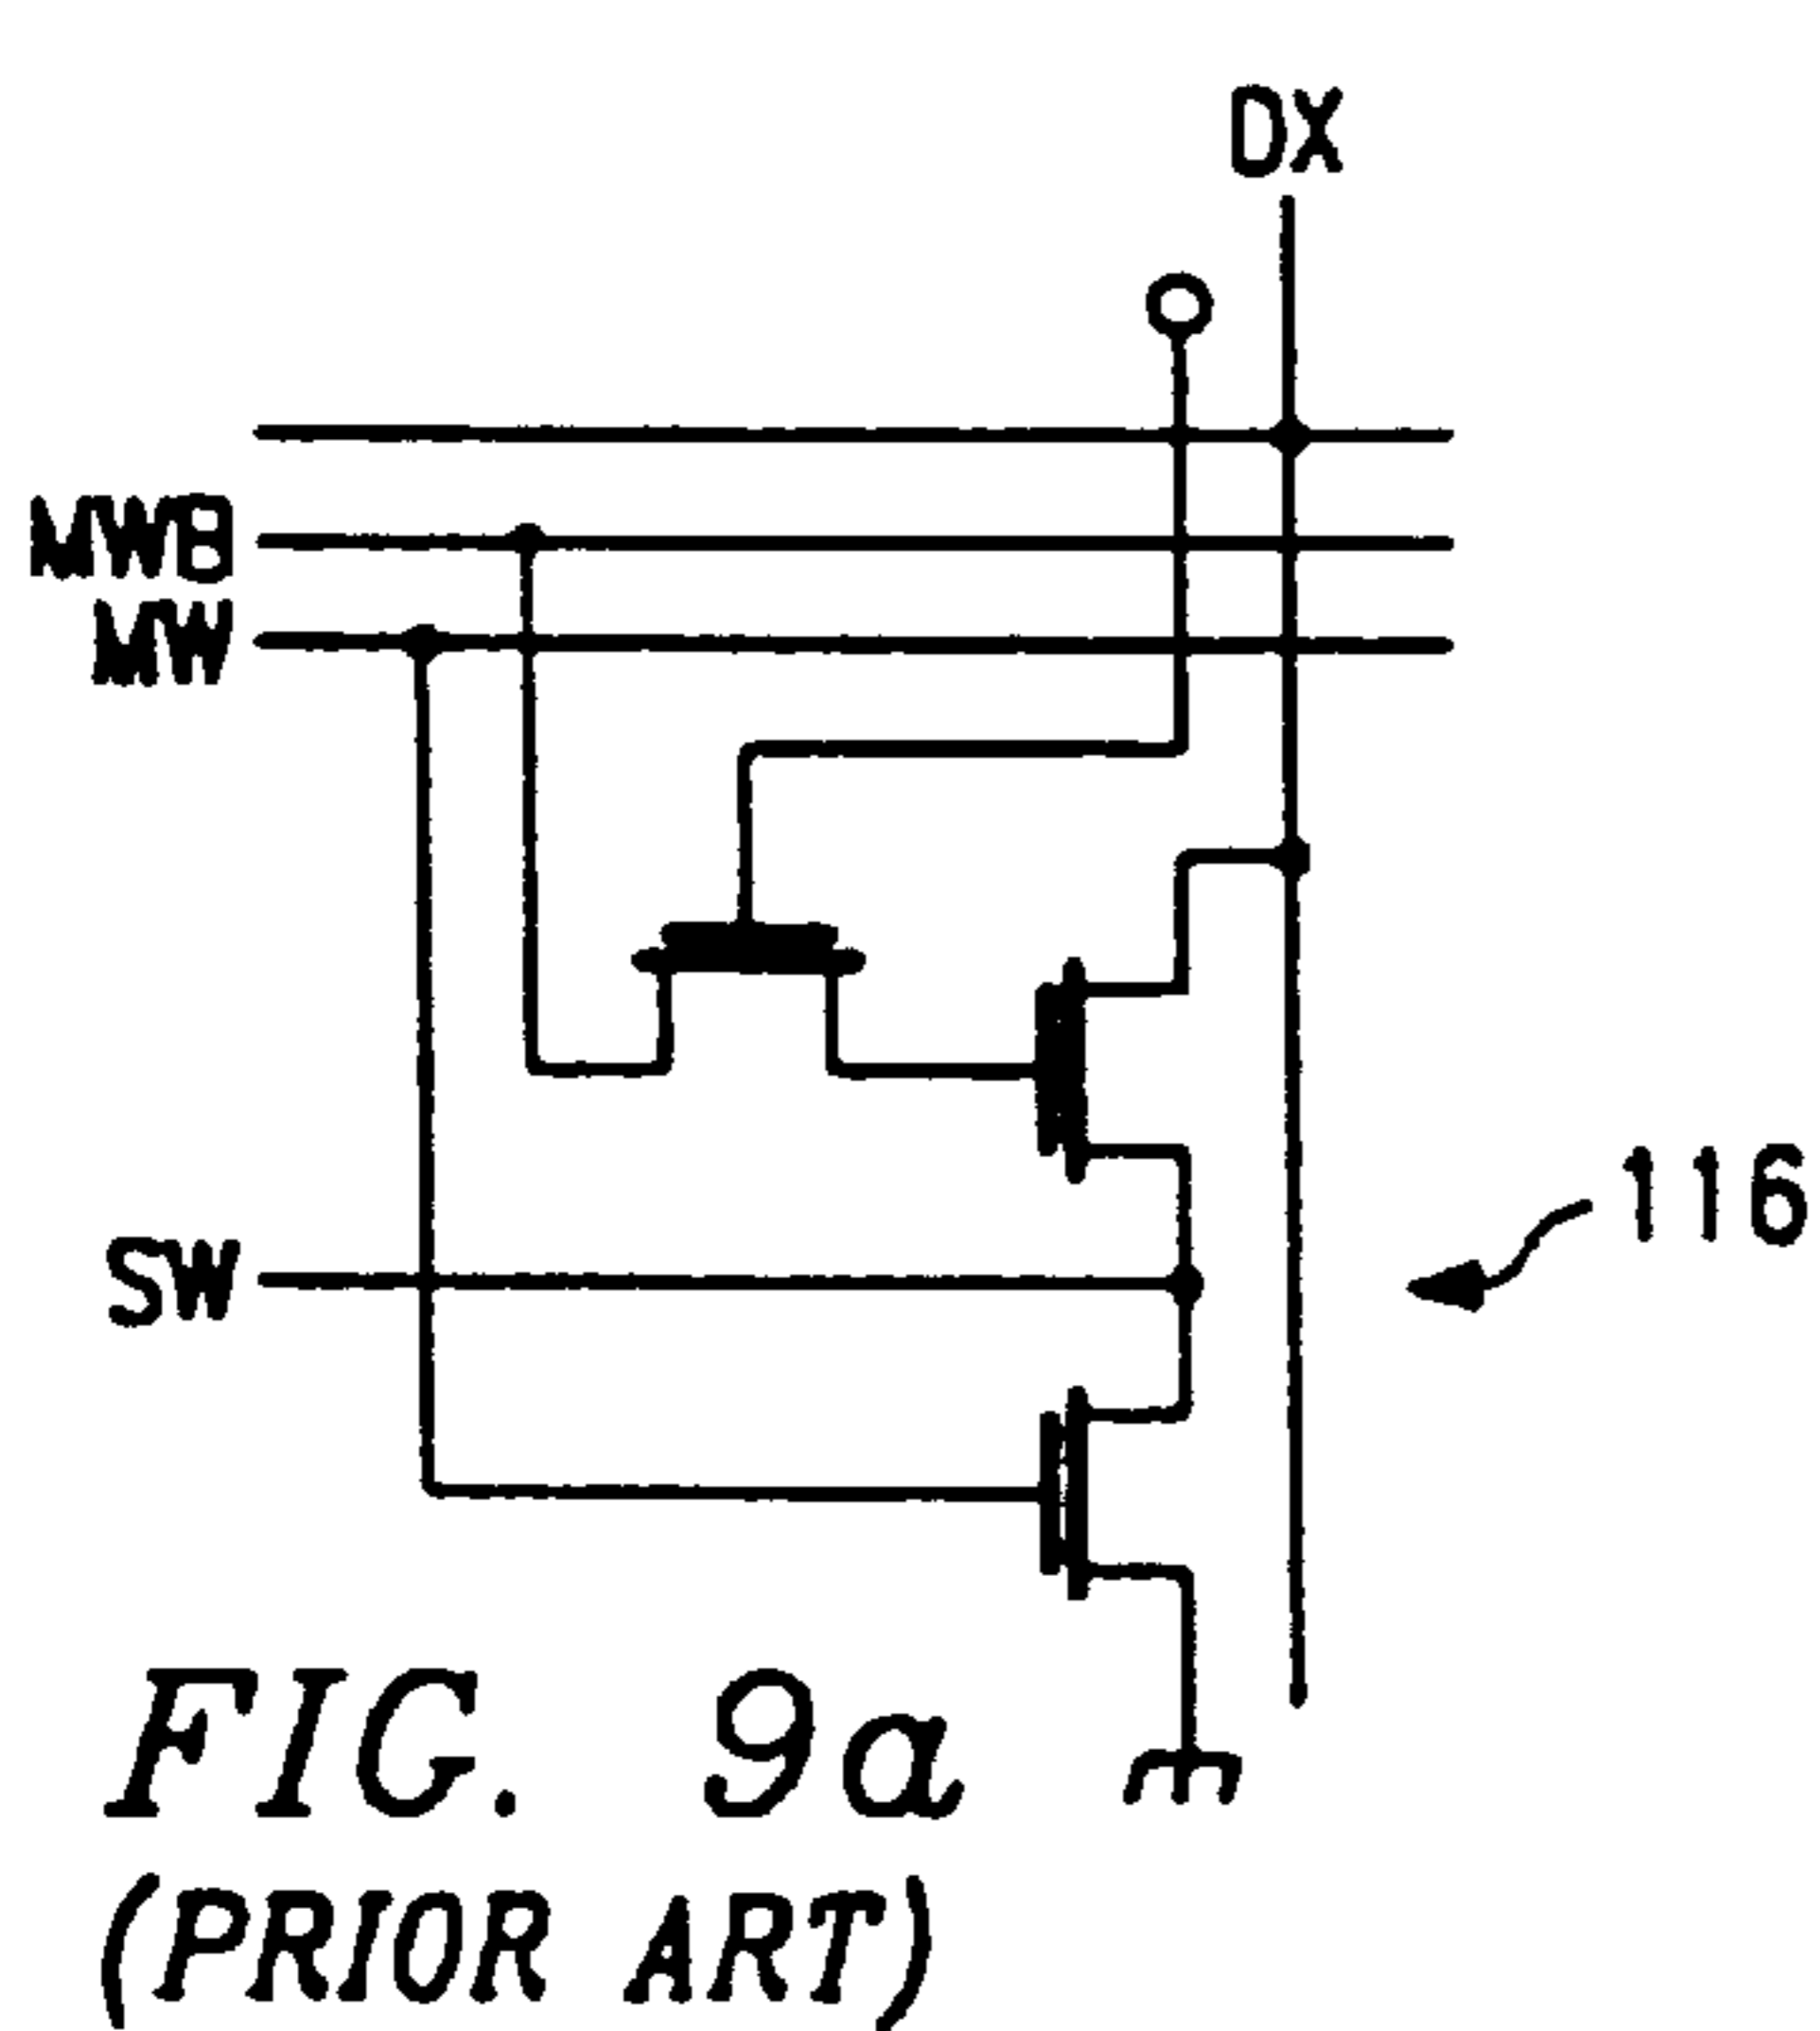 DX
MWB
MW
116
SW
FIG. 9a
(PRIOR ART)